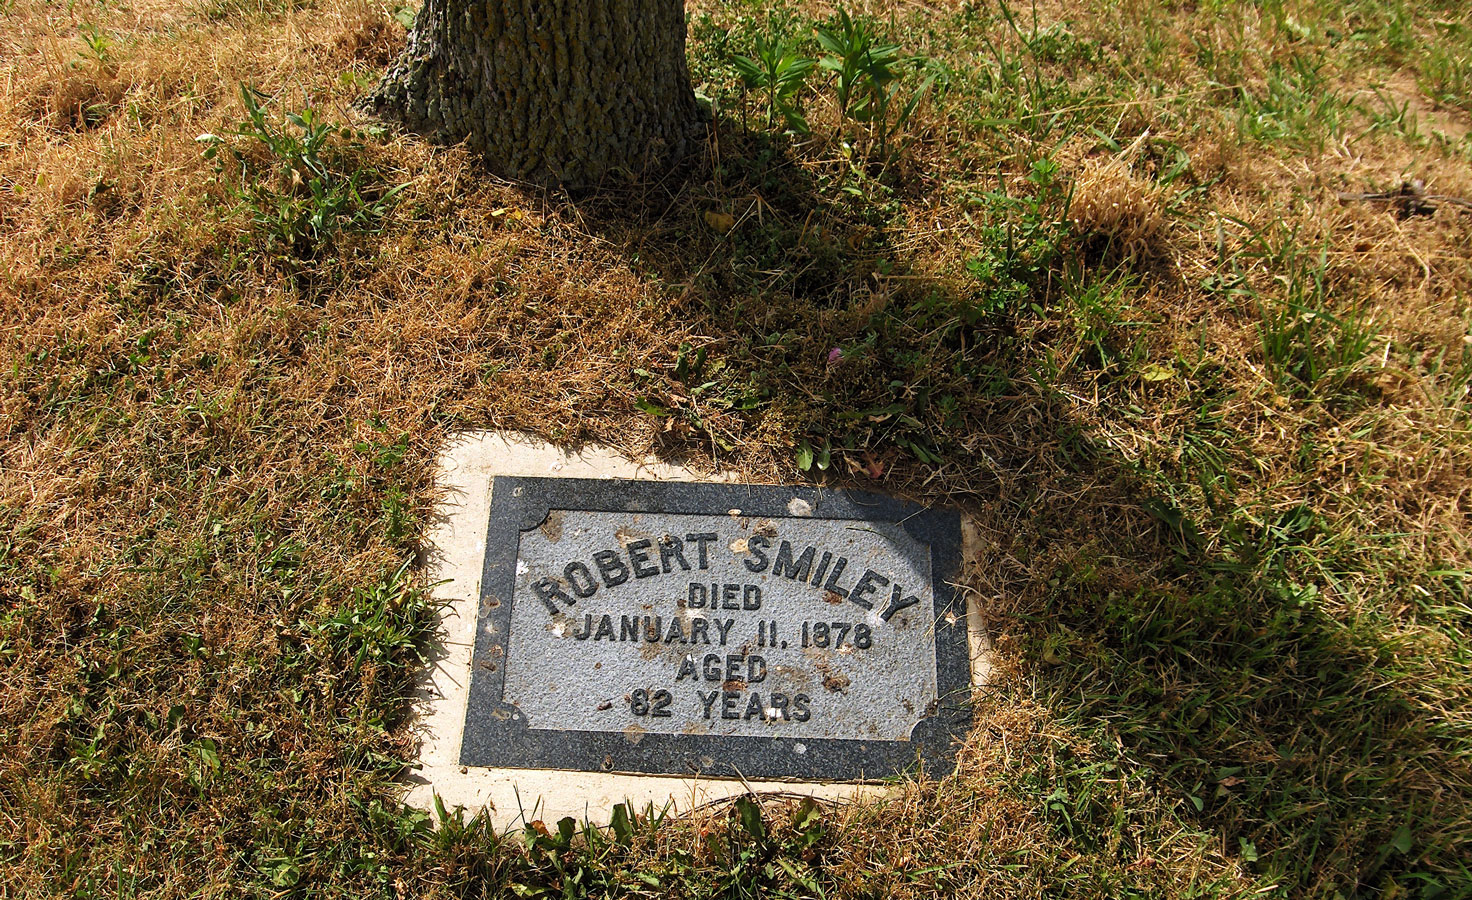 ROBERT SMILEY
DIED
JANUARY 11, 1878
AGED
82 YEARS